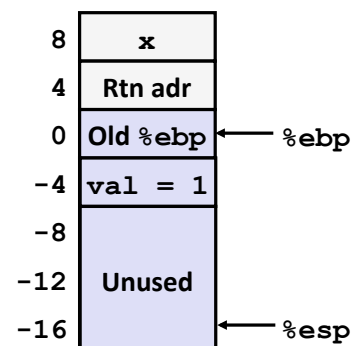 8 x
4 Rtn adr
0 Old %ebp %ebp
-4 val = 1
-8
-12 Unused
-16 %esp